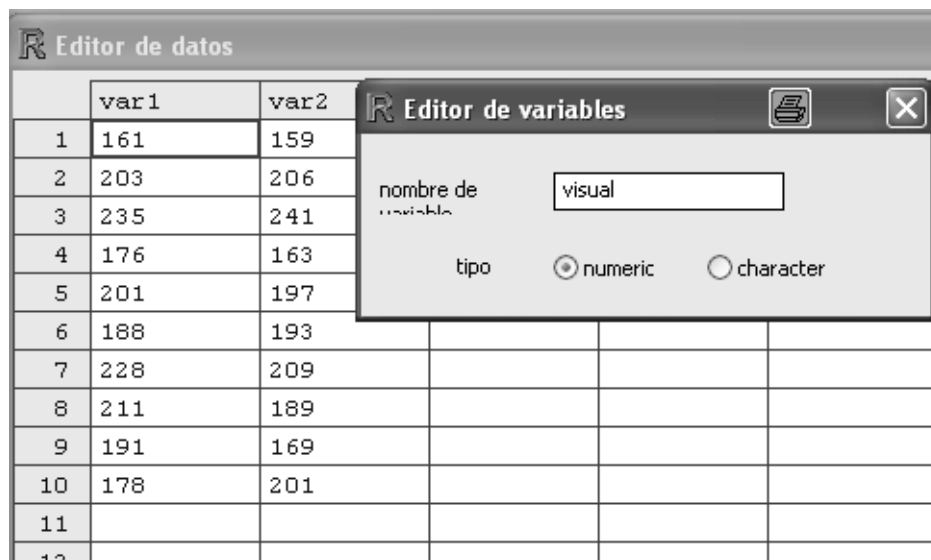 R Editor de datos
var1 var2
1 161 159
2 203 206
3 235 241
4 176 163
5 201 197
6 188 193
7 228 209
8 211 189
9 191 169
10 178 201
11
R Editor de variables
nombre de
visual
tipo numeric character